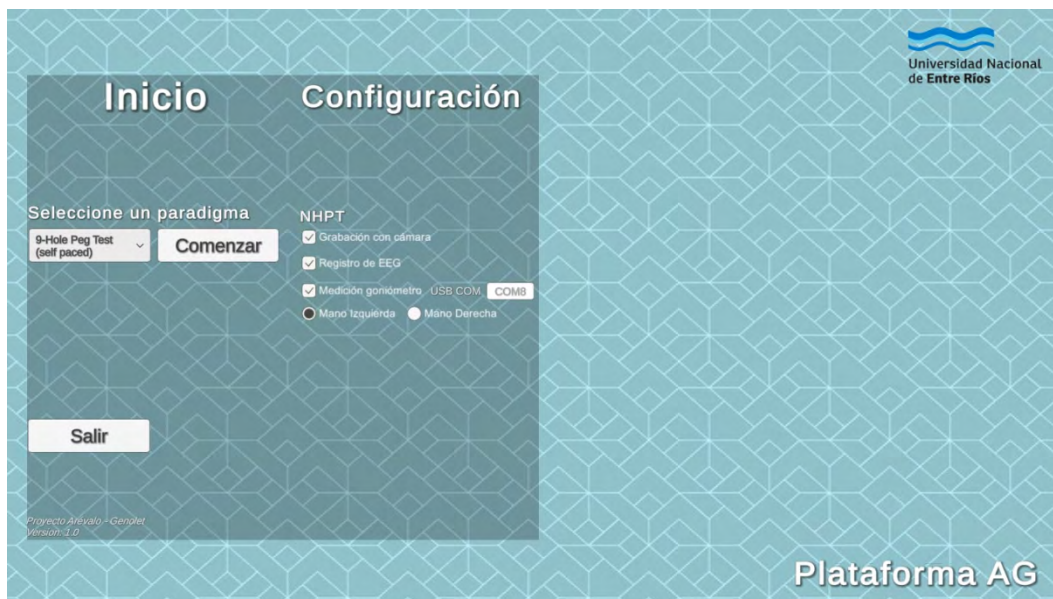 Universidad Nacional
de Entre Ríos
Inicio
Configuración
Seleccione un paradigma
9-Hole Peg Test
(self paced)
Comenzar
NHPT
Grabación con cámara
Registro de EEG
Medición goniómetro USB COM COM8
Mano Izquierda Mano Derecha
Salir
Proyecto Arévalo - Genolet
Version: 1.0
Plataforma AG